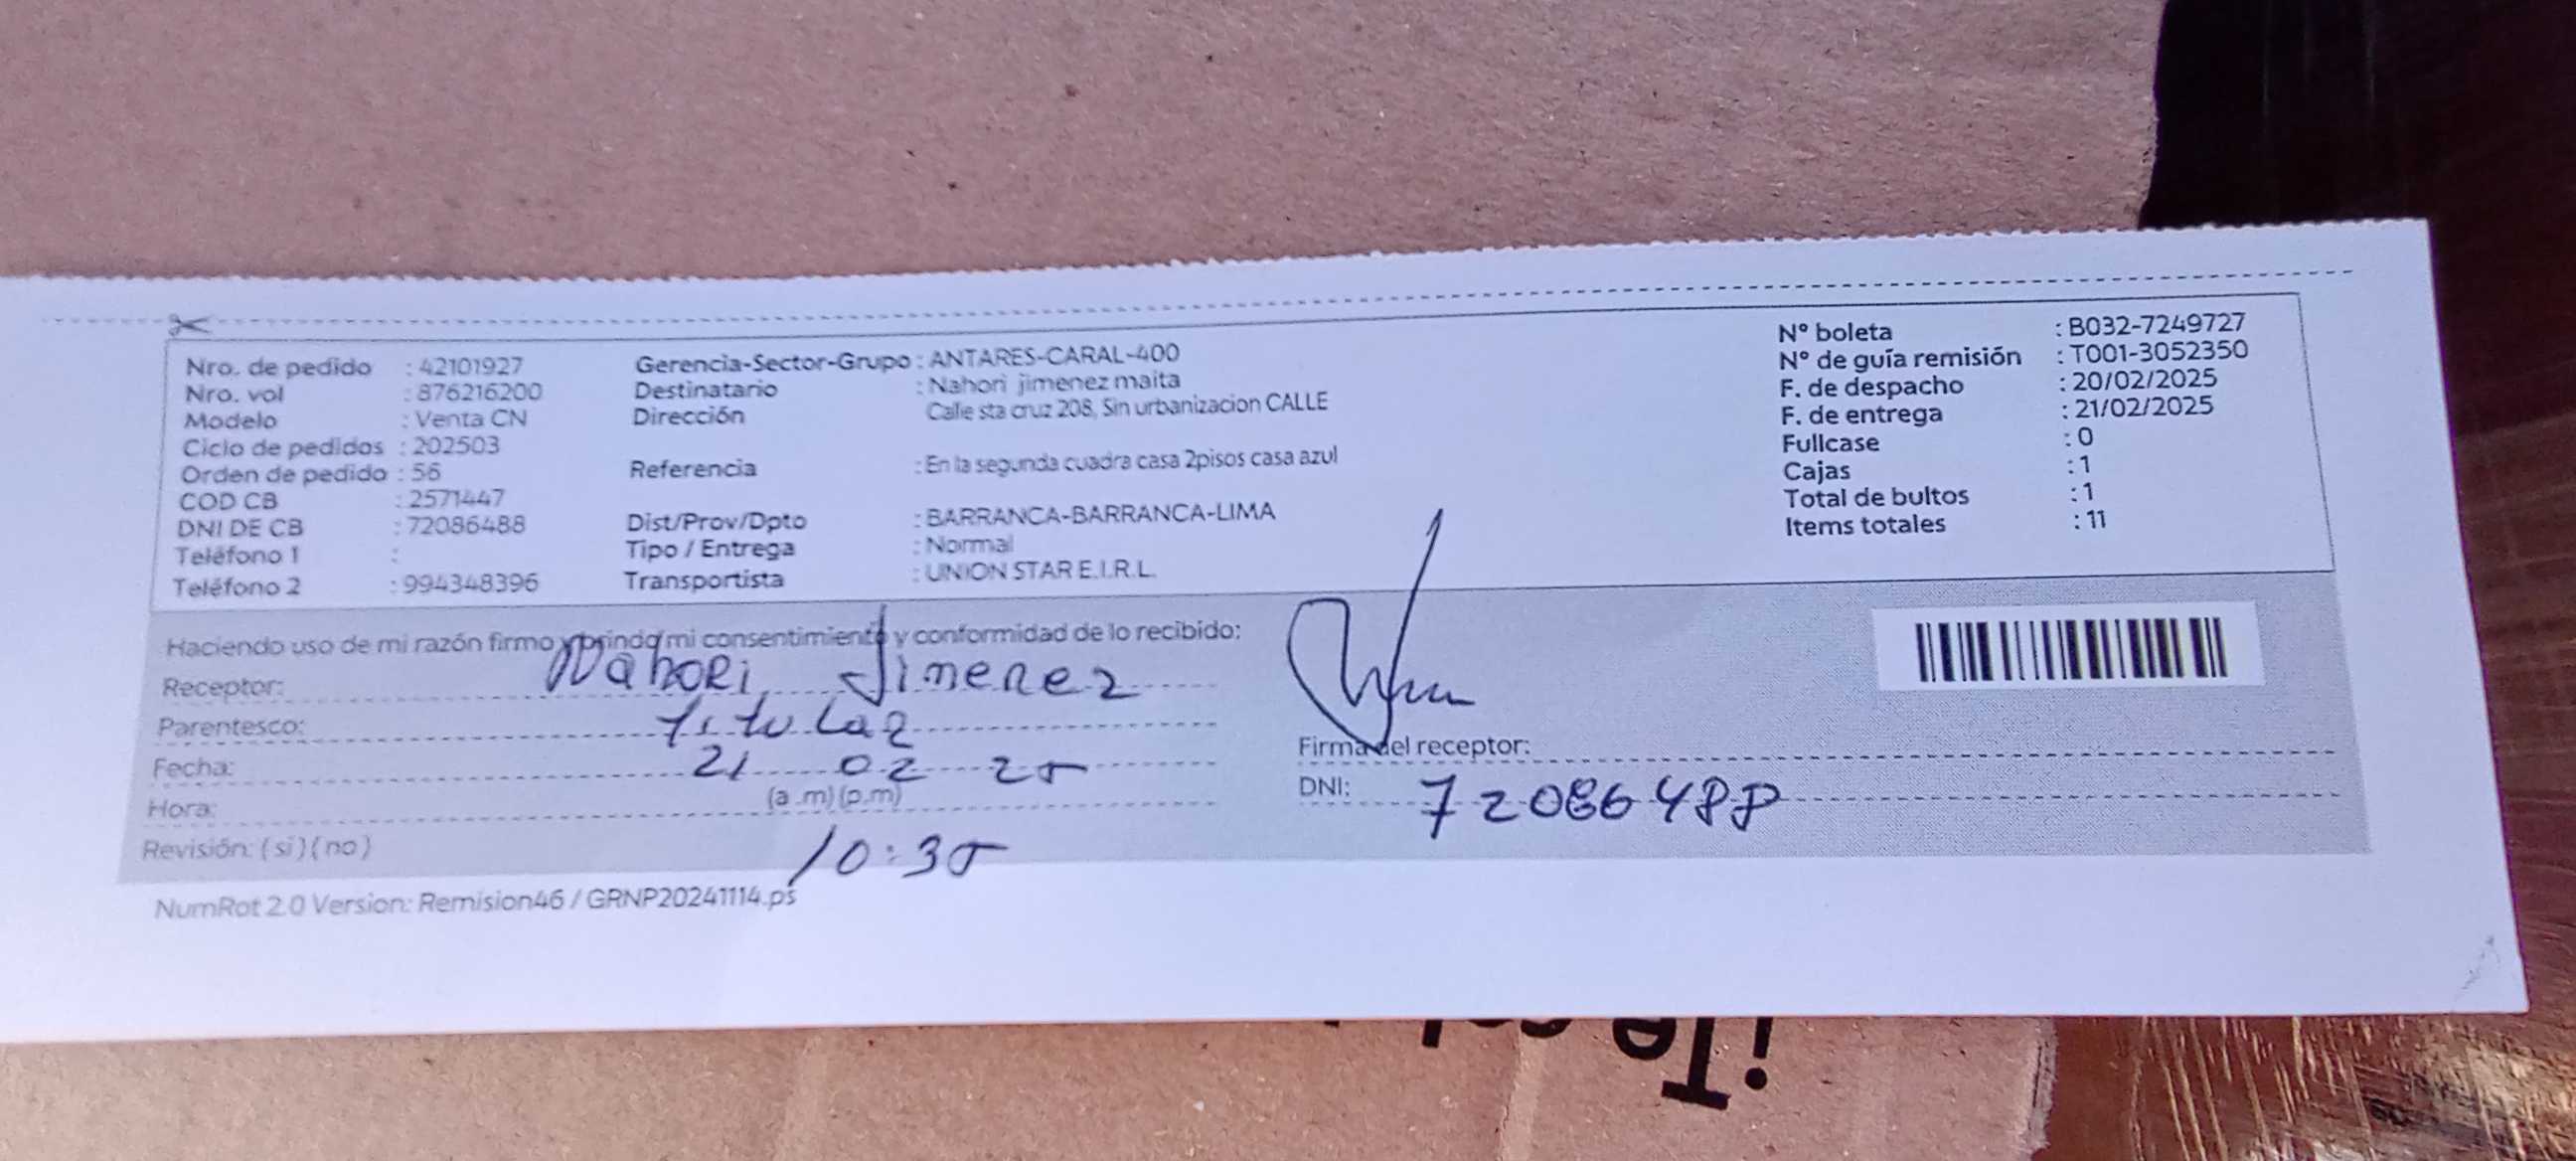 Nro. de pedido : 42101927
Nro. vol : 876216200
Modelo : Venta CN
Ciclo de pedidos : 202503
Orden de pedido : 56
COD CB : 2571447
DNI DE CB : 72086488
Teléfono 1 :
Teléfono 2 : 994348396
Gerencia-Sector-Grupo : ANTARES-CARAL-400
Destinatario : Nahori jimenez maita
Dirección Calle sta cruz 208, Sin urbanizacion CALLE
Referencia : En la segunda cuadra casa 2pisos casa azul
Dist/Prov/Dpto : BARRANCA-BARRANCA-LIMA
Tipo / Entrega : Normal
Transportista : UNION STAR E.I.R.L.
N° boleta : B032-7249727
N° de guía remisión : T001-3052350
F. de despacho : 20/02/2025
F. de entrega : 21/02/2025
Fullcase : 0
Cajas : 1
Total de bultos : 1
Items totales : 11
Haciendo uso de mi razón firmo y brindo mi consentimiento y conformidad de lo recibido:
Receptor: Nahori Jimenez
Parentesco: Titular
Fecha: 21 02 25
Hora: (a .m) (p.m)
10:35
Revisión: ( si ) ( no )
Firma del receptor:
DNI: 72086488
NumRot 2.0 Version: Remision46 / GRNP20241114.ps